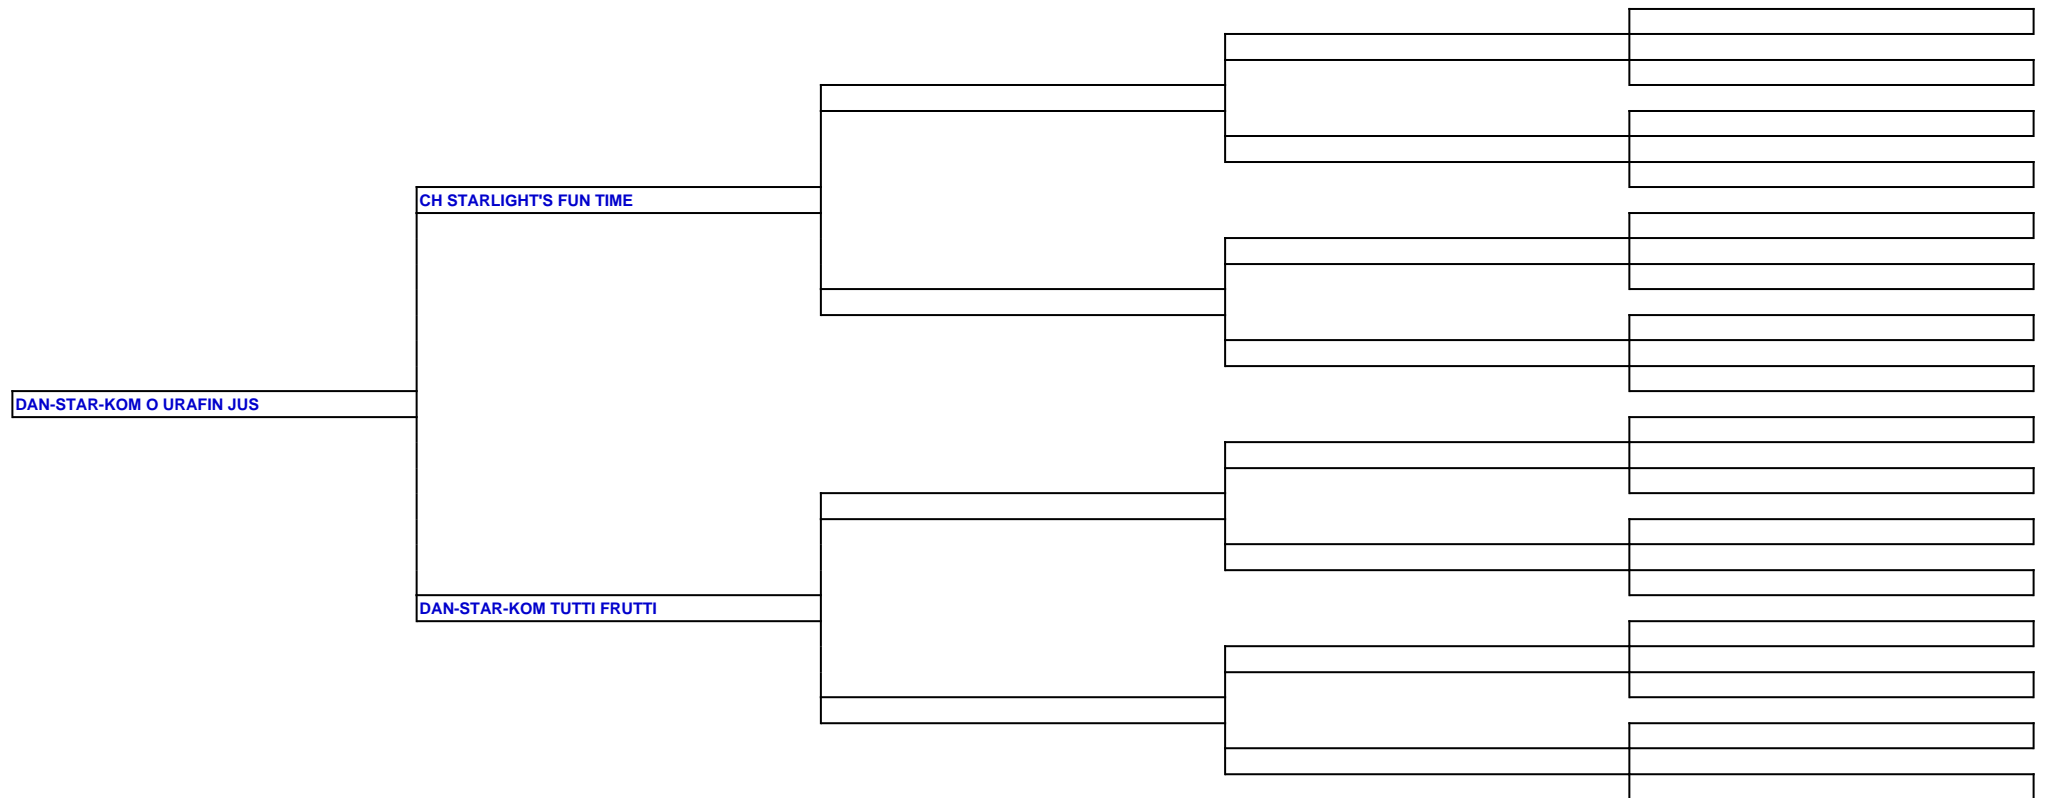 CH STARLIGHT'S FUN TIME
DAN-STAR-KOM O URAFIN JUS
DAN-STAR-KOM TUTTI FRUTTI